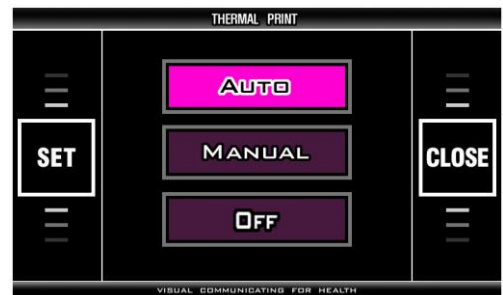 THERMAL PRINT
AUTO
SET MANUAL CLOSE
OFF
VISUAL COMMUNICATING FOR HEALTH